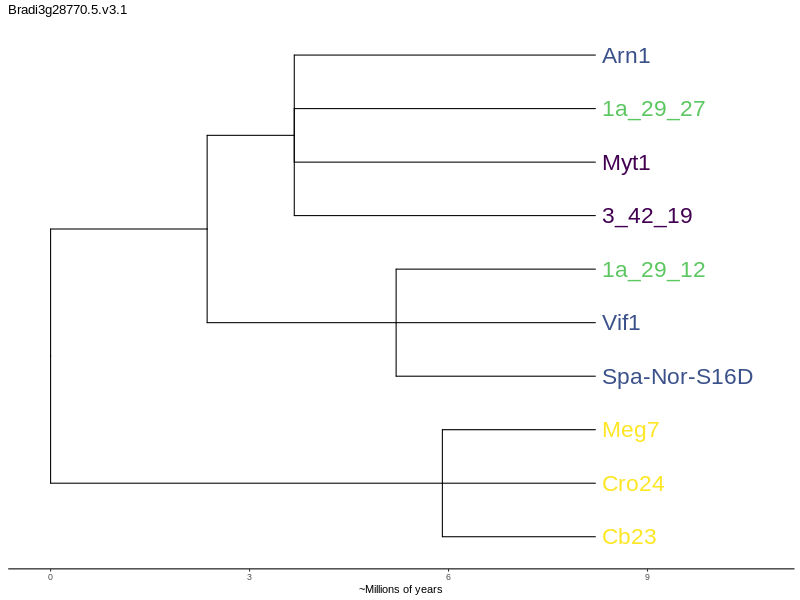 Bradi3g28770.5.v3.1
Arn1
1a_29_27
Myt1
3_42_19
1a_29_12
Vif1
Spa-Nor-S16D
Meg7
Cro24
Cb23
0 3 6 9
~Millions of years